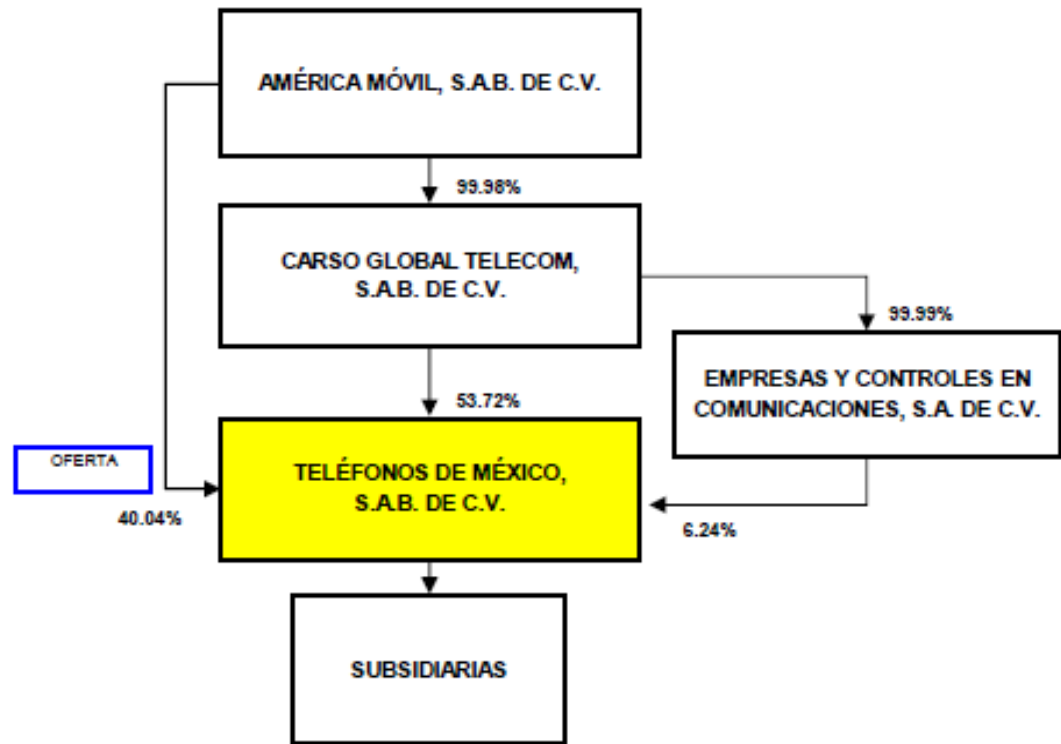 AMÉRICA MÓVIL, S.A.B. DE C.V.
99.98%
CARSO GLOBAL TELECOM,
S.A.B. DE C.V.
99.99%
EMPRESAS Y CONTROLES EN
COMUNICACIONES, S.A. DE C.V.
53.72%
OFERTA
TELÉFONOS DE MÉXICO,
S.A.B. DE C.V.
40.04%
6.24%
SUBSIDIARIAS